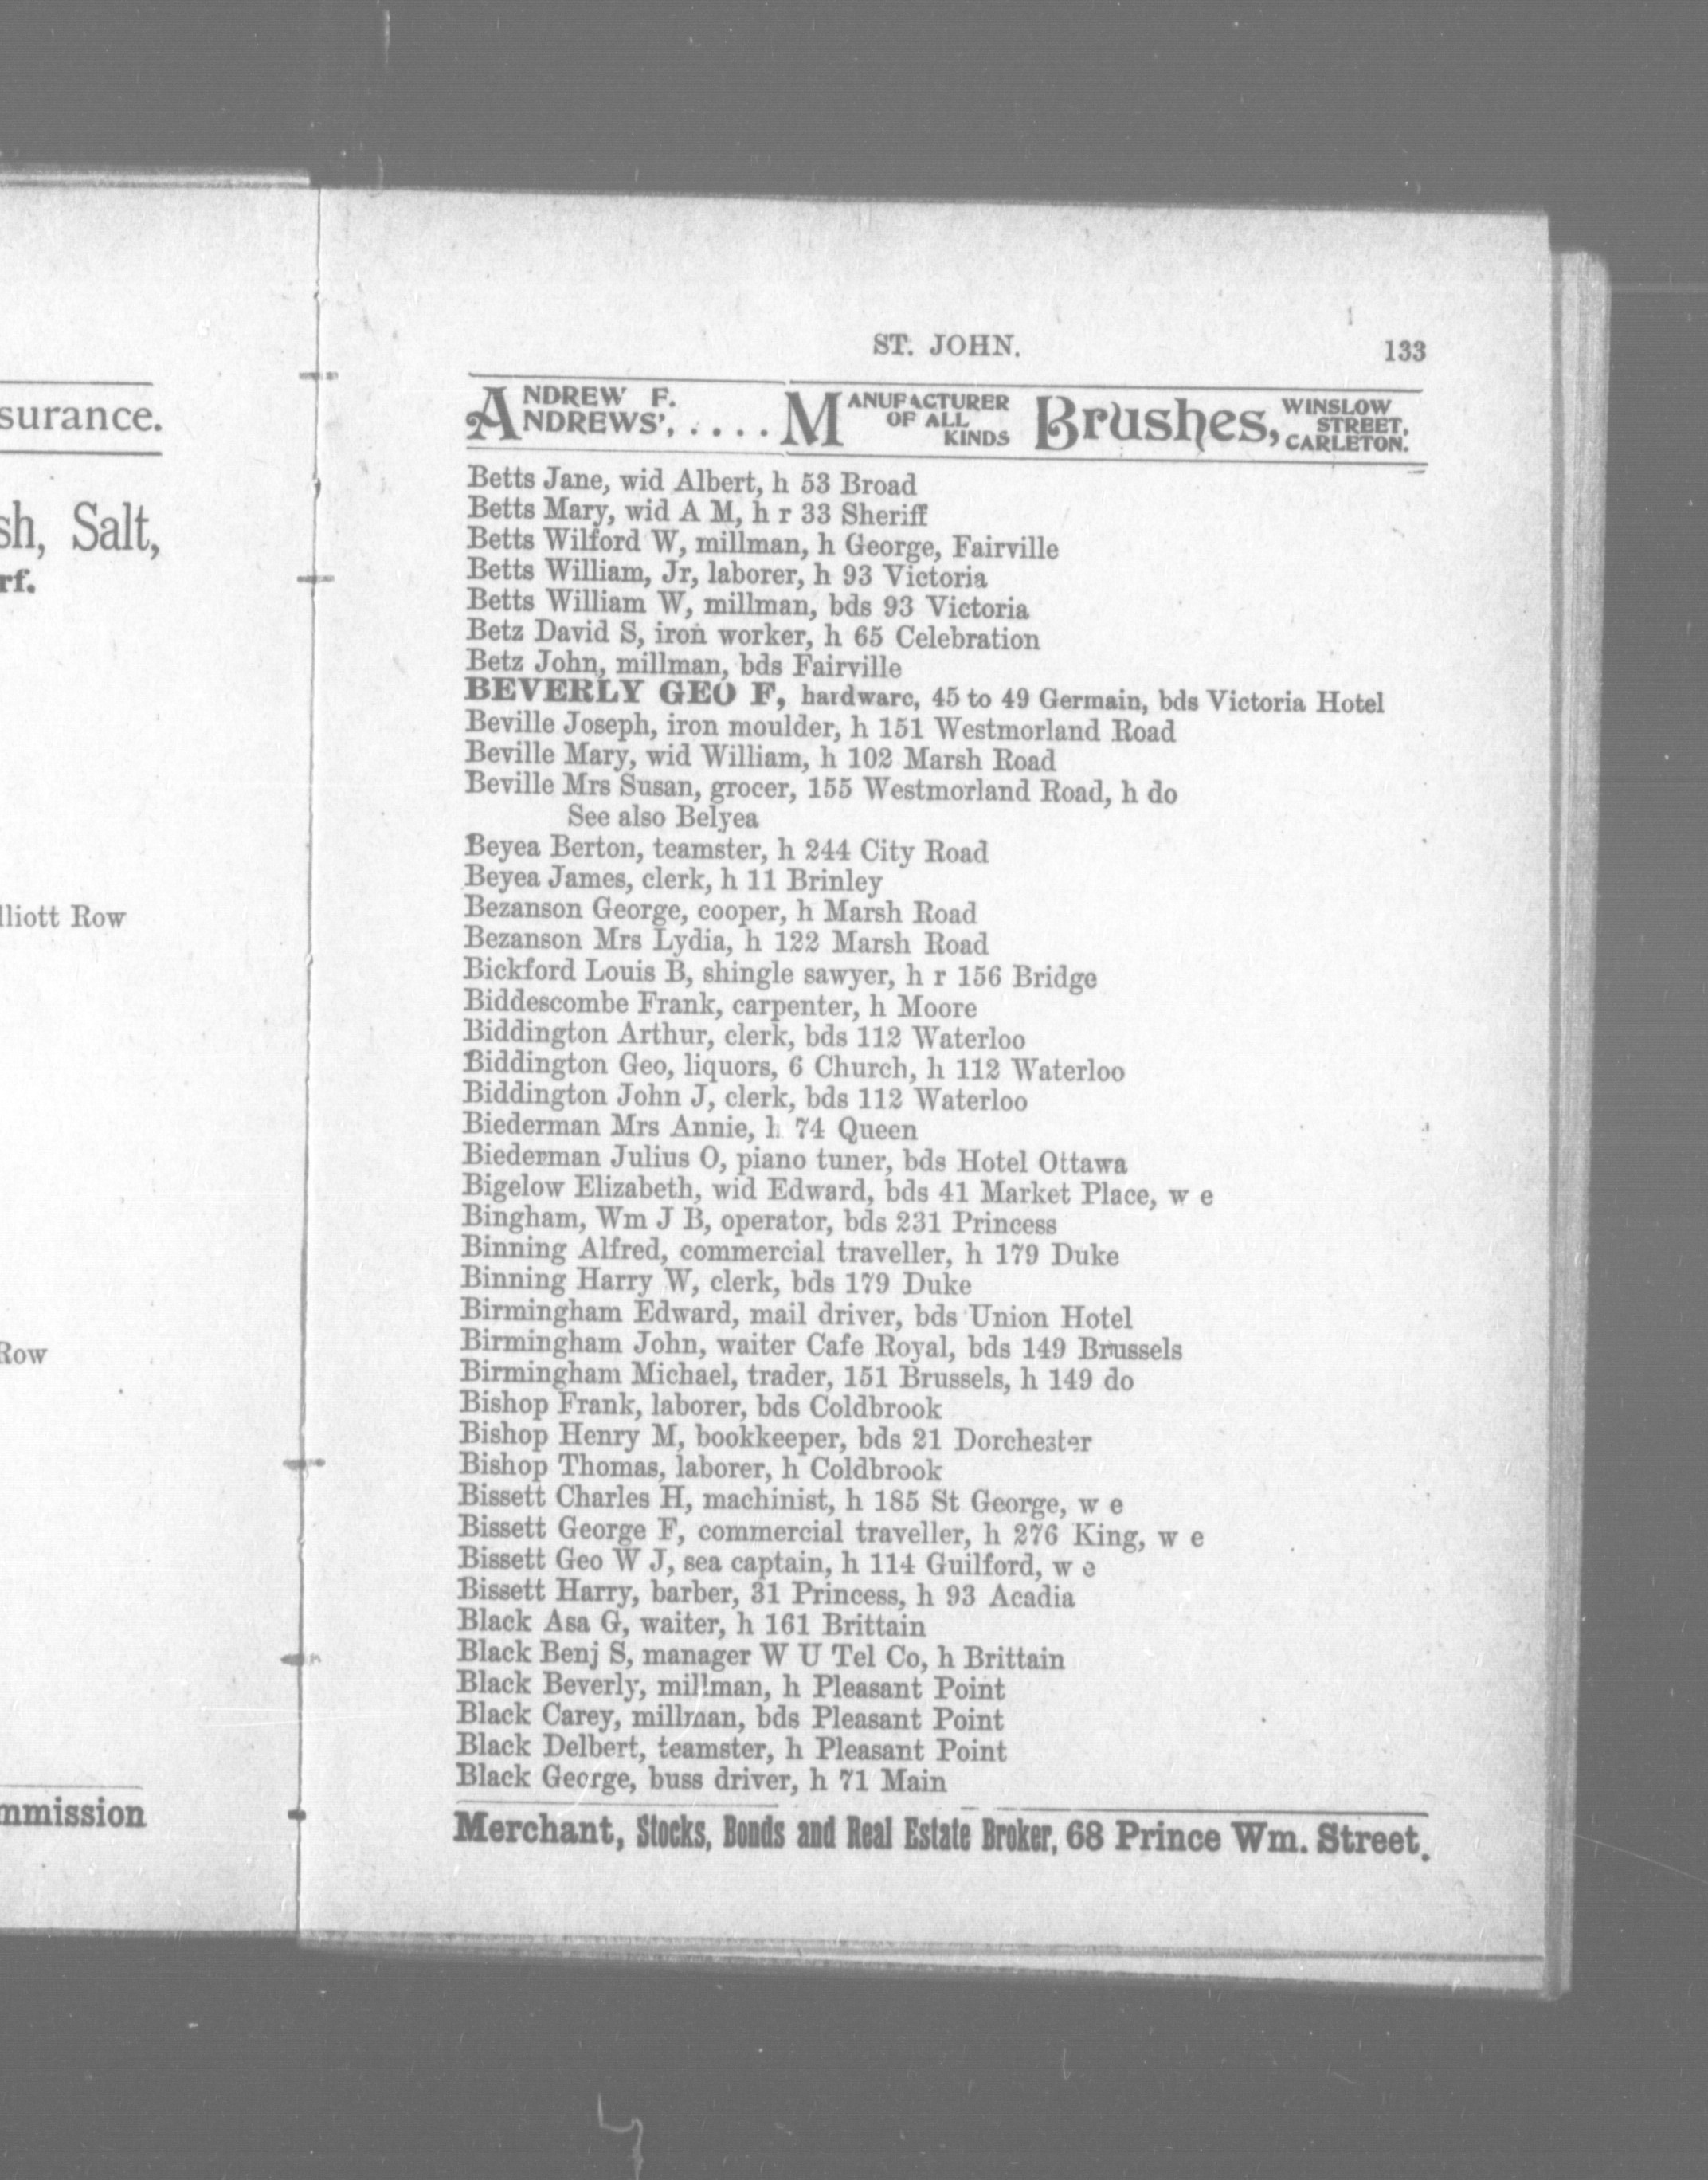 surance.
sh, Salt,
rf.
lliott Row
Row
mmission
ST. JOHN.
133
ANDREW F. ANDREWS', .... MANUFACTURER OF ALL KINDS Brushes, WINSLOW STREET, CARLETON.
Betts Jane, wid Albert, h 53 Broad
Betts Mary, wid A M, h r 33 Sheriff
Betts Wilford W, millman, h George, Fairville
Betts William, Jr, laborer, h 93 Victoria
Betts William W, millman, bds 93 Victoria
Betz David S, iron worker, h 65 Celebration
Betz John, millman, bds Fairville
BEVERLY GEO F, hardware, 45 to 49 Germain, bds Victoria Hotel
Beville Joseph, iron moulder, h 151 Westmorland Road
Beville Mary, wid William, h 102 Marsh Road
Beville Mrs Susan, grocer, 155 Westmorland Road, h do
See also Belyea
Beyea Berton, teamster, h 244 City Road
Beyea James, clerk, h 11 Brinley
Bezanson George, cooper, h Marsh Road
Bezanson Mrs Lydia, h 122 Marsh Road
Bickford Louis B, shingle sawyer, h r 156 Bridge
Biddescombe Frank, carpenter, h Moore
Biddington Arthur, clerk, bds 112 Waterloo
Biddington Geo, liquors, 6 Church, h 112 Waterloo
Biddington John J, clerk, bds 112 Waterloo
Biederman Mrs Annie, h 74 Queen
Biederman Julius O, piano tuner, bds Hotel Ottawa
Bigelow Elizabeth, wid Edward, bds 41 Market Place, w e
Bingham, Wm J B, operator, bds 231 Princess
Binning Alfred, commercial traveller, h 179 Duke
Binning Harry W, clerk, bds 179 Duke
Birmingham Edward, mail driver, bds Union Hotel
Birmingham John, waiter Cafe Royal, bds 149 Brussels
Birmingham Michael, trader, 151 Brussels, h 149 do
Bishop Frank, laborer, bds Coldbrook
Bishop Henry M, bookkeeper, bds 21 Dorchester
Bishop Thomas, laborer, h Coldbrook
Bissett Charles H, machinist, h 185 St George, w e
Bissett George F, commercial traveller, h 276 King, w e
Bissett Geo W J, sea captain, h 114 Guilford, w e
Bissett Harry, barber, 31 Princess, h 93 Acadia
Black Asa G, waiter, h 161 Brittain
Black Benj S, manager W U Tel Co, h Brittain
Black Beverly, millman, h Pleasant Point
Black Carey, millman, bds Pleasant Point
Black Delbert, teamster, h Pleasant Point
Black George, buss driver, h 71 Main
Merchant, Stocks, Bonds and Real Estate Broker, 68 Prince Wm. Street.